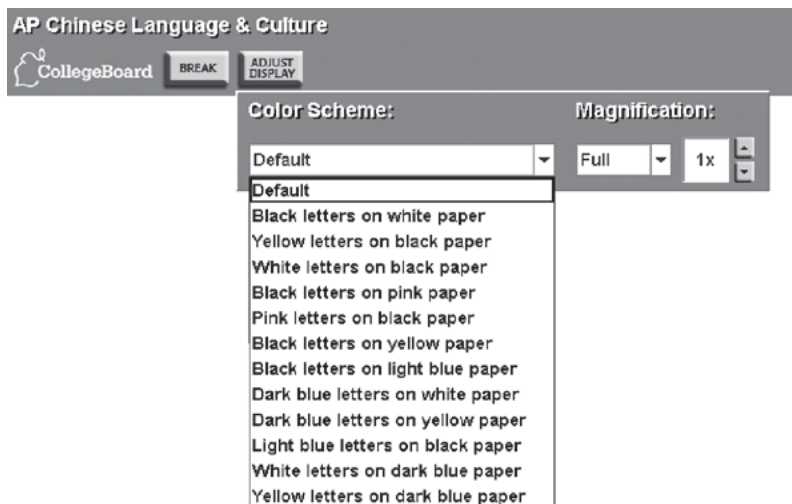 AP Chinese Language & Culture
CollegeBoard BREAK ADJUST DISPLAY
Color Scheme: Magnification:
Default Full 1x
Default
Black letters on white paper
Yellow letters on black paper
White letters on black paper
Black letters on pink paper
Pink letters on black paper
Black letters on yellow paper
Black letters on light blue paper
Dark blue letters on white paper
Dark blue letters on yellow paper
Light blue letters on black paper
White letters on dark blue paper
Yellow letters on dark blue paper